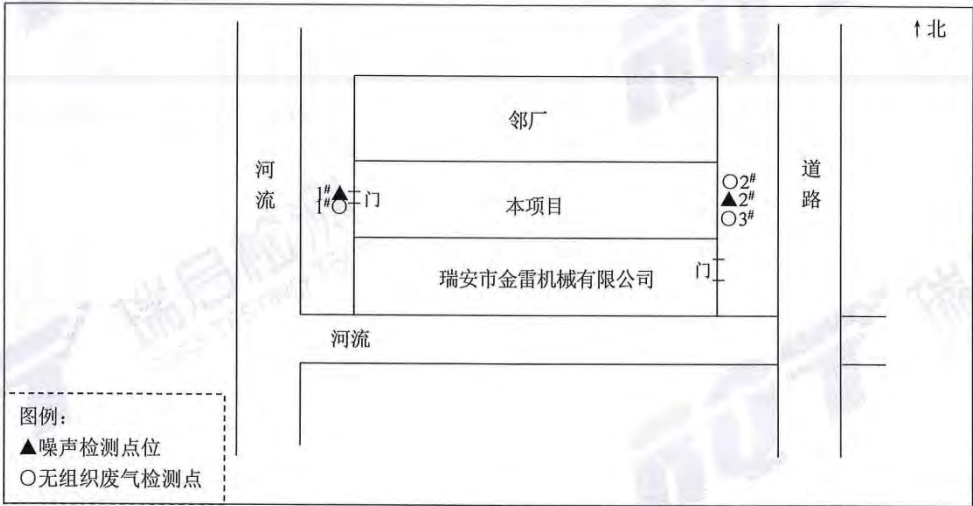 ↑北
邻厂
河流
道路
1#▲
1#○
门
本项目
○2#
▲2#
○3#
瑞安市金雷机械有限公司
门
河流
图例：
▲噪声检测点位
○无组织废气检测点